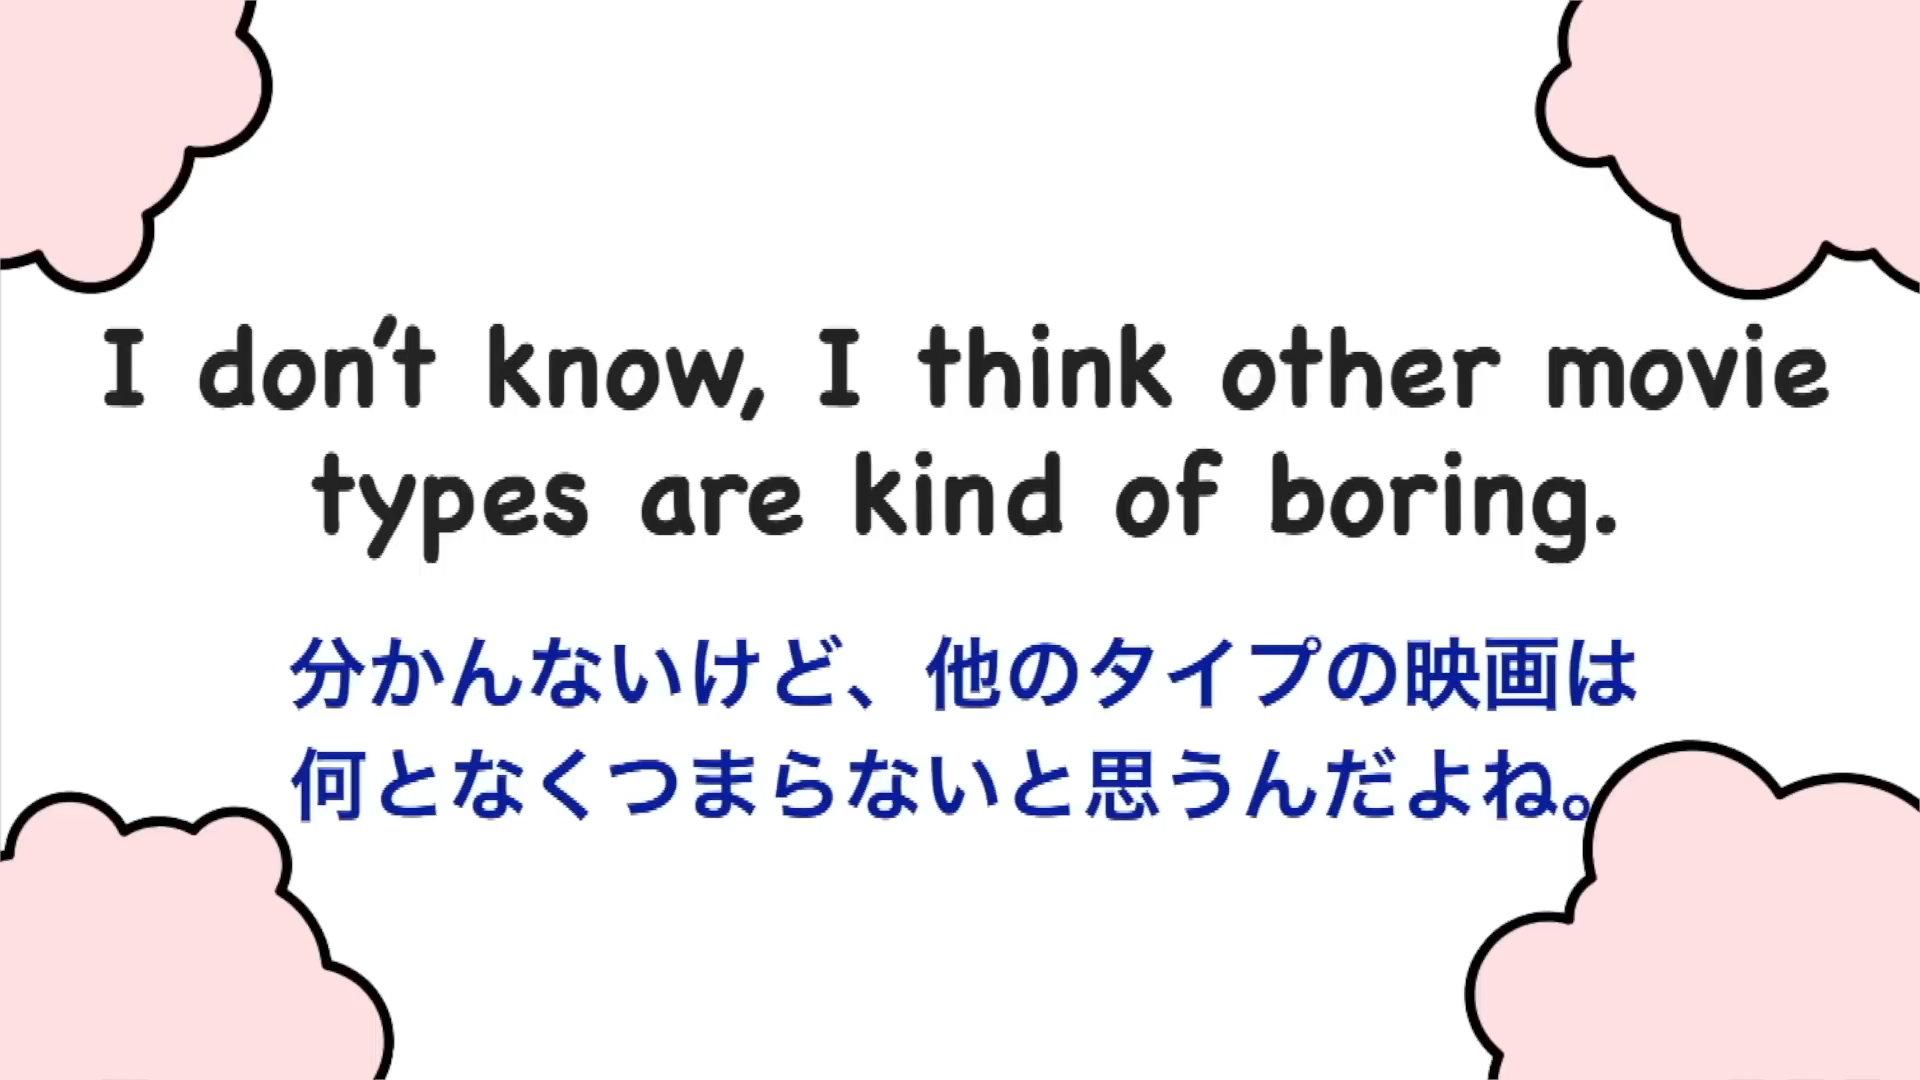 I don't know, I think other movie
types are kind of boring.
分かんないけど、他のタイプの映画は
何となくつまらないと思うんだよね。